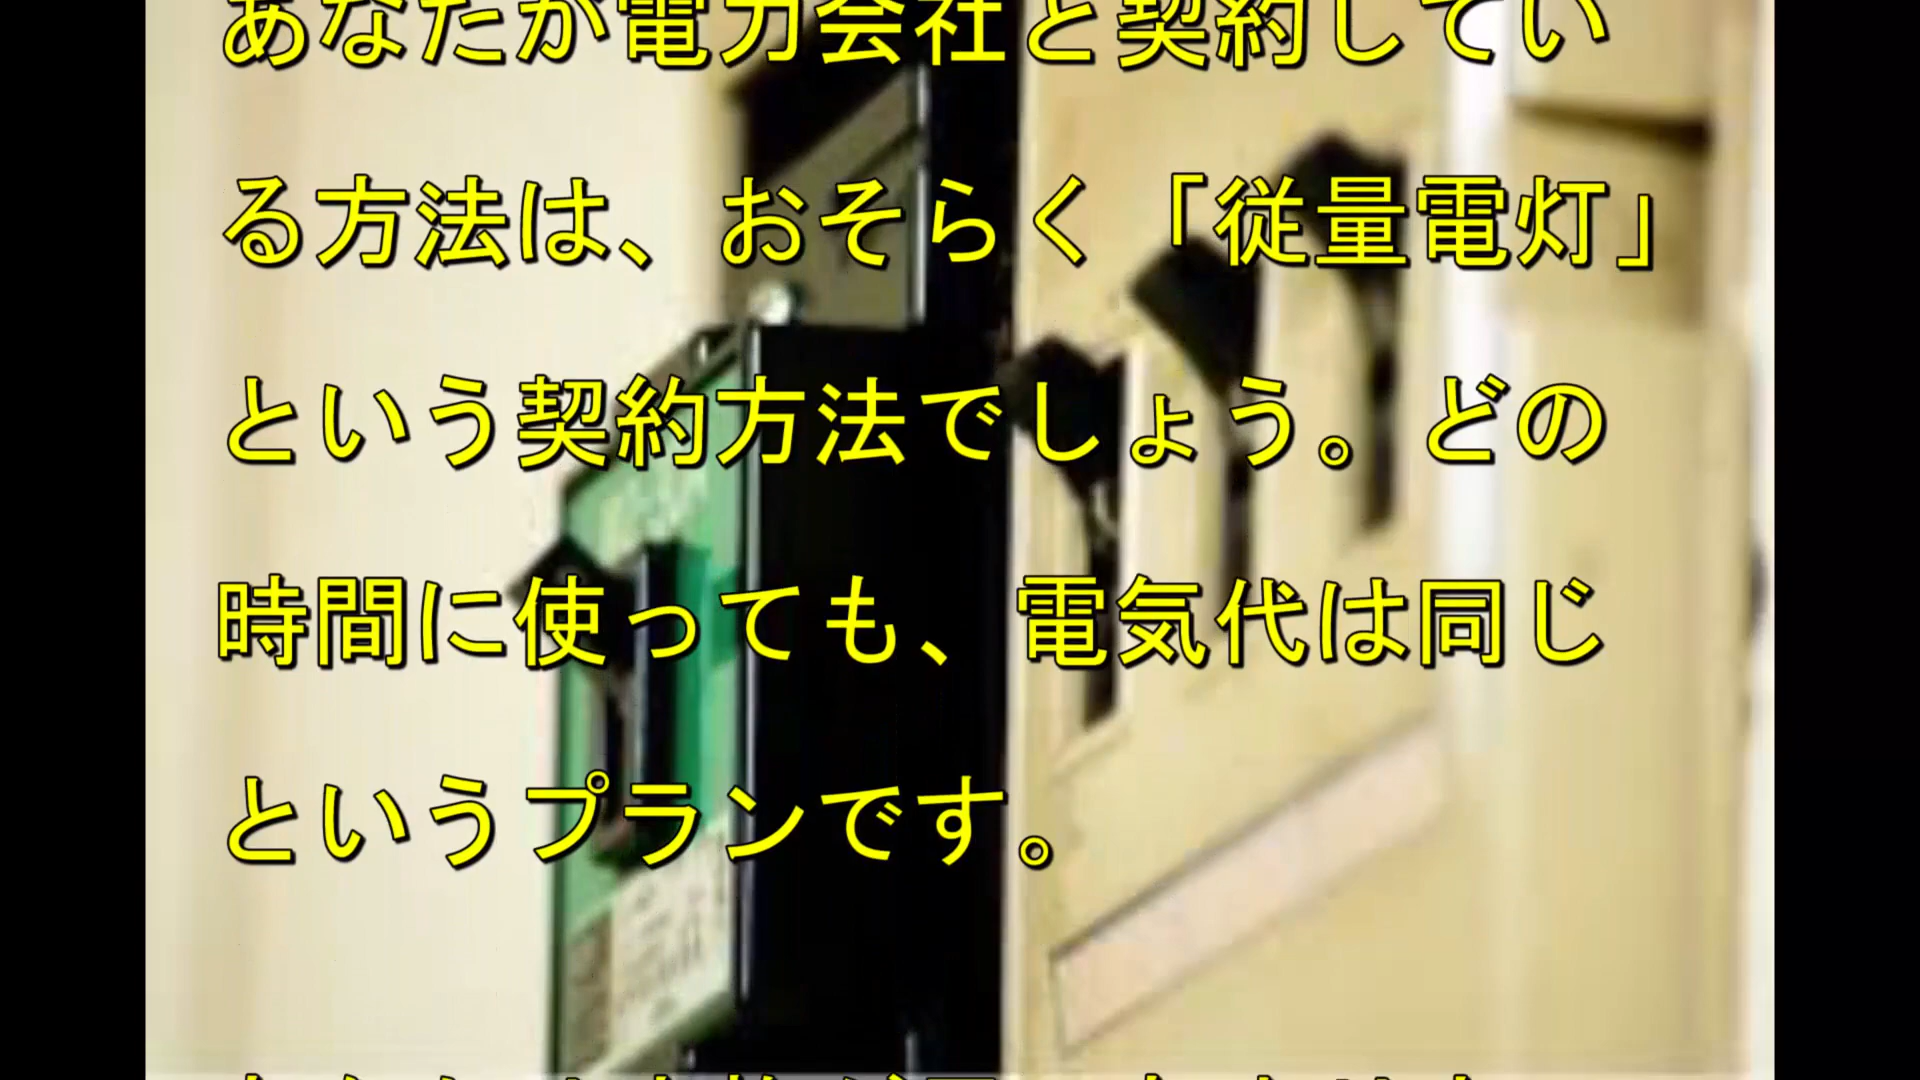 あなたが電力会社と契約してい
る方法は、おそらく「従量電灯」
という契約方法でしょう。どの
時間に使っても、電気代は同じ
というプランです。